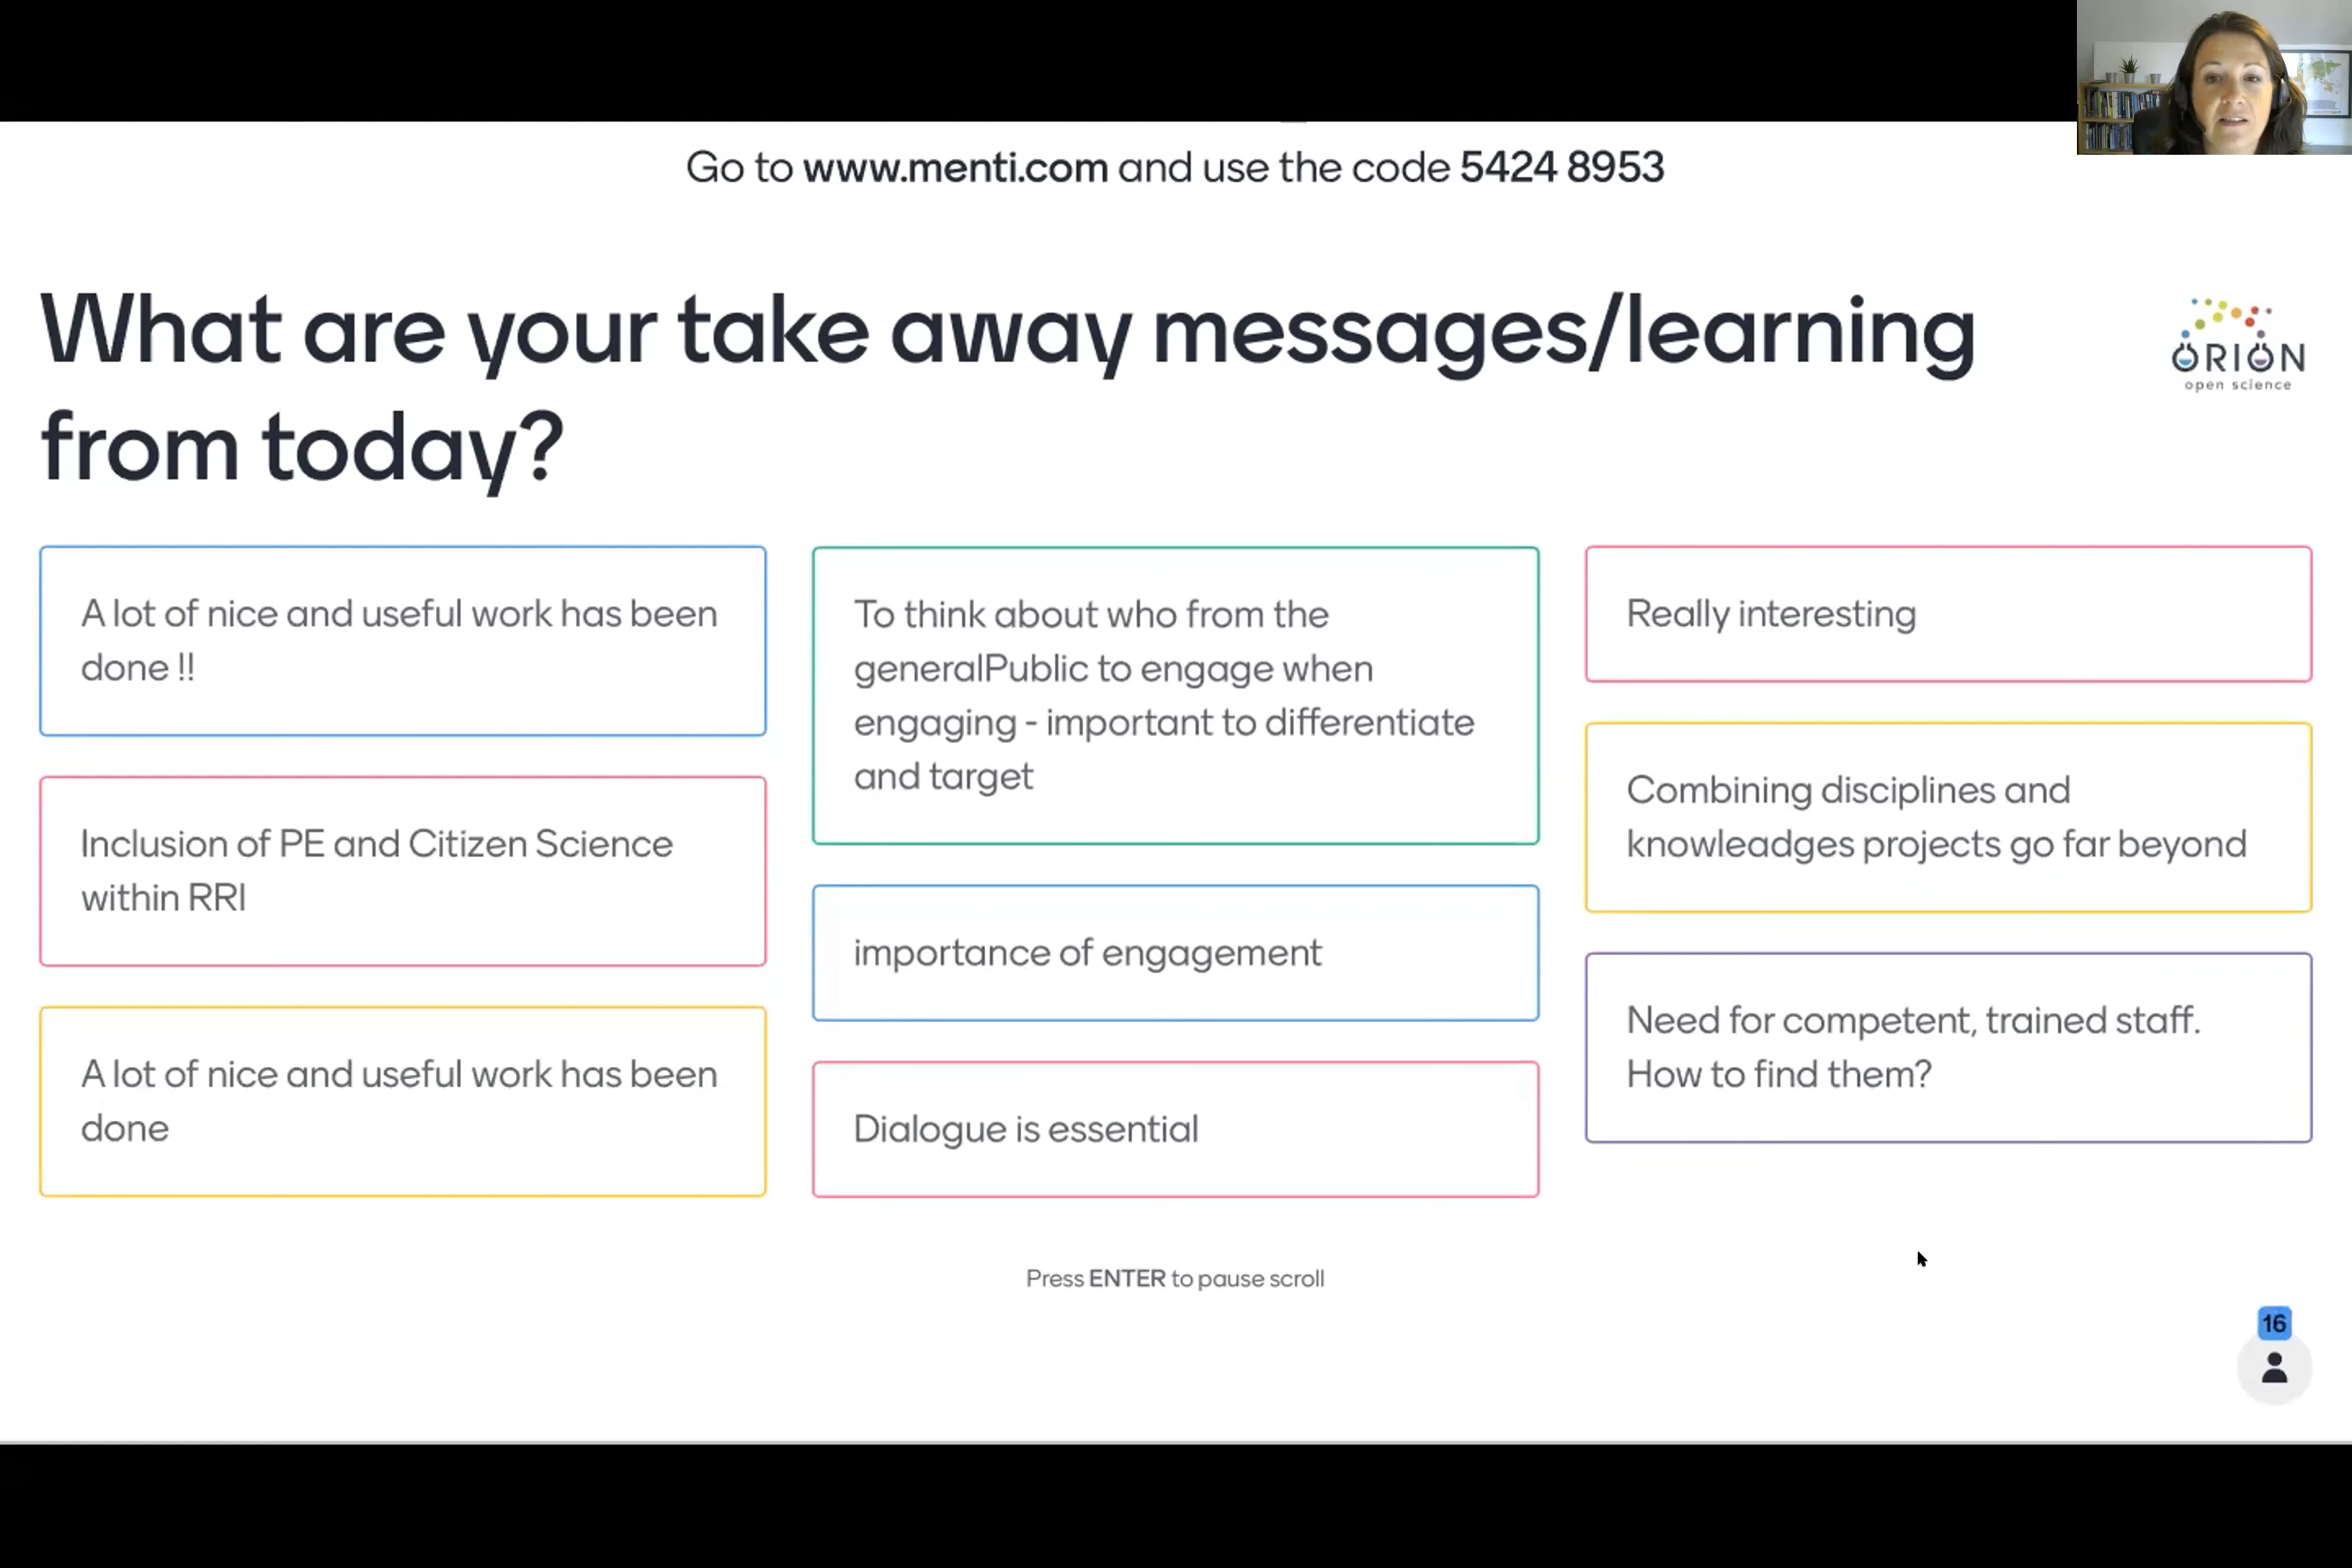 Go to www.menti.com and use the code 5424 8953
What are your take away messages/learning
from today?
ORION
open science
A lot of nice and useful work has been
done !!
Inclusion of PE and Citizen Science
within RRI
A lot of nice and useful work has been
done
To think about who from the
generalPublic to engage when
engaging - important to differentiate
and target
importance of engagement
Dialogue is essential
Really interesting
Combining disciplines and
knowleadges projects go far beyond
Need for competent, trained staff.
How to find them?
Press ENTER to pause scroll
16